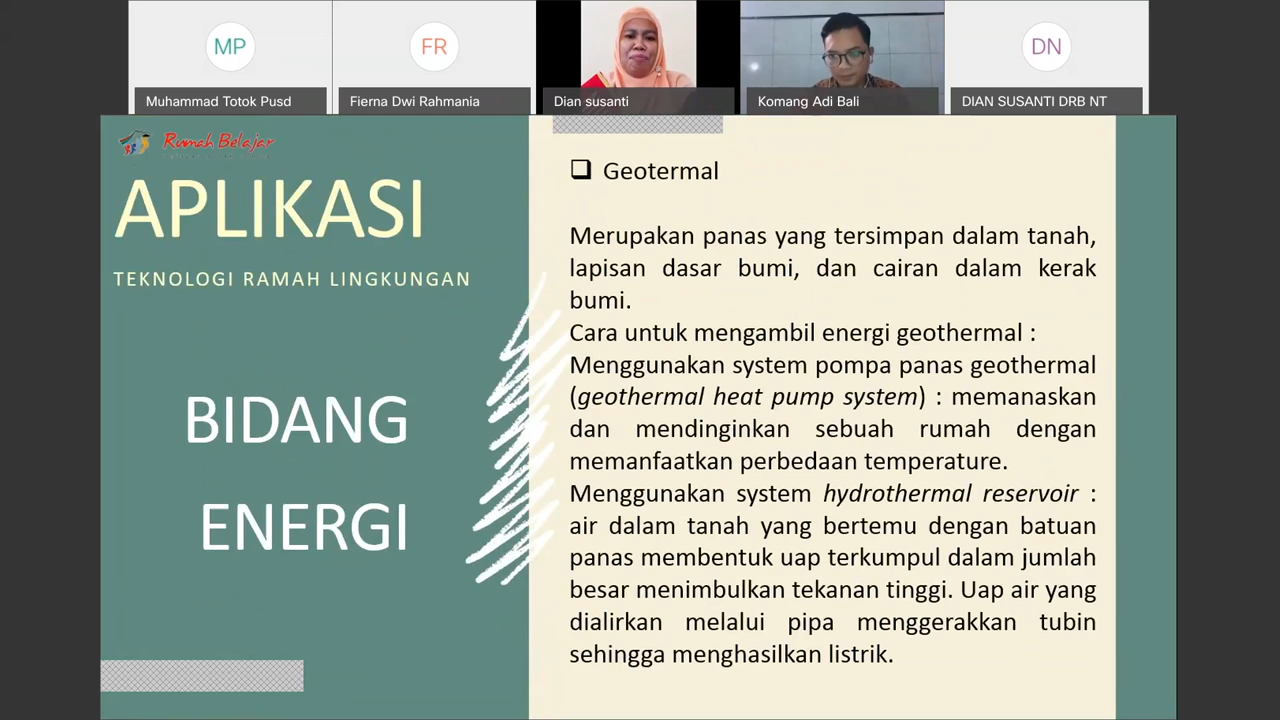 MP
FR
DN
Muhammad Totok Pusd
Fierna Dwi Rahmania
Dian susanti
Komang Adi Bali
DIAN SUSANTI DRB NT
Rumah Belajar
APLIKASI
TEKNOLOGI RAMAH LINGKUNGAN
BIDANG
ENERGI
❑ Geotermal
Merupakan panas yang tersimpan dalam tanah,
lapisan dasar bumi, dan cairan dalam kerak
bumi.
Cara untuk mengambil energi geothermal :
Menggunakan system pompa panas geothermal
(geothermal heat pump system) : memanaskan
dan mendinginkan sebuah rumah dengan
memanfaatkan perbedaan temperature.
Menggunakan system hydrothermal reservoir :
air dalam tanah yang bertemu dengan batuan
panas membentuk uap terkumpul dalam jumlah
besar menimbulkan tekanan tinggi. Uap air yang
dialirkan melalui pipa menggerakkan tubin
sehingga menghasilkan listrik.